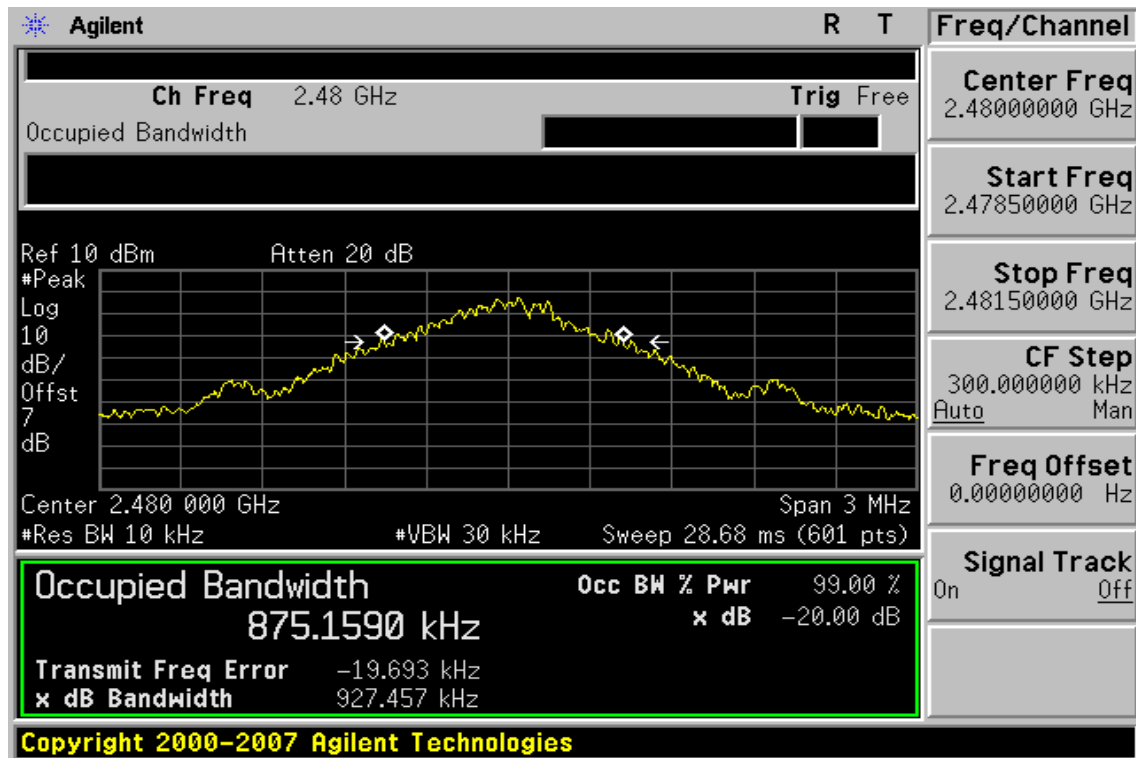 Agilent R T Freq/Channel
Ch Freq 2.48 GHz Trig Free
Occupied Bandwidth
Center Freq
2.48000000 GHz
Start Freq
2.47850000 GHz
Stop Freq
2.48150000 GHz
CF Step
300.000000 kHz
Auto Man
Freq Offset
0.00000000 Hz
Signal Track
On Off
Ref 10 dBm Atten 20 dB
#Peak
Log
10
dB/
Offst
7
dB
Center 2.480 000 GHz Span 3 MHz
#Res BW 10 kHz #VBW 30 kHz Sweep 28.68 ms (601 pts)
Occupied Bandwidth
875.1590 kHz
Occ BW % Pwr 99.00 %
x dB -20.00 dB
Transmit Freq Error -19.693 kHz
x dB Bandwidth 927.457 kHz
Copyright 2000-2007 Agilent Technologies